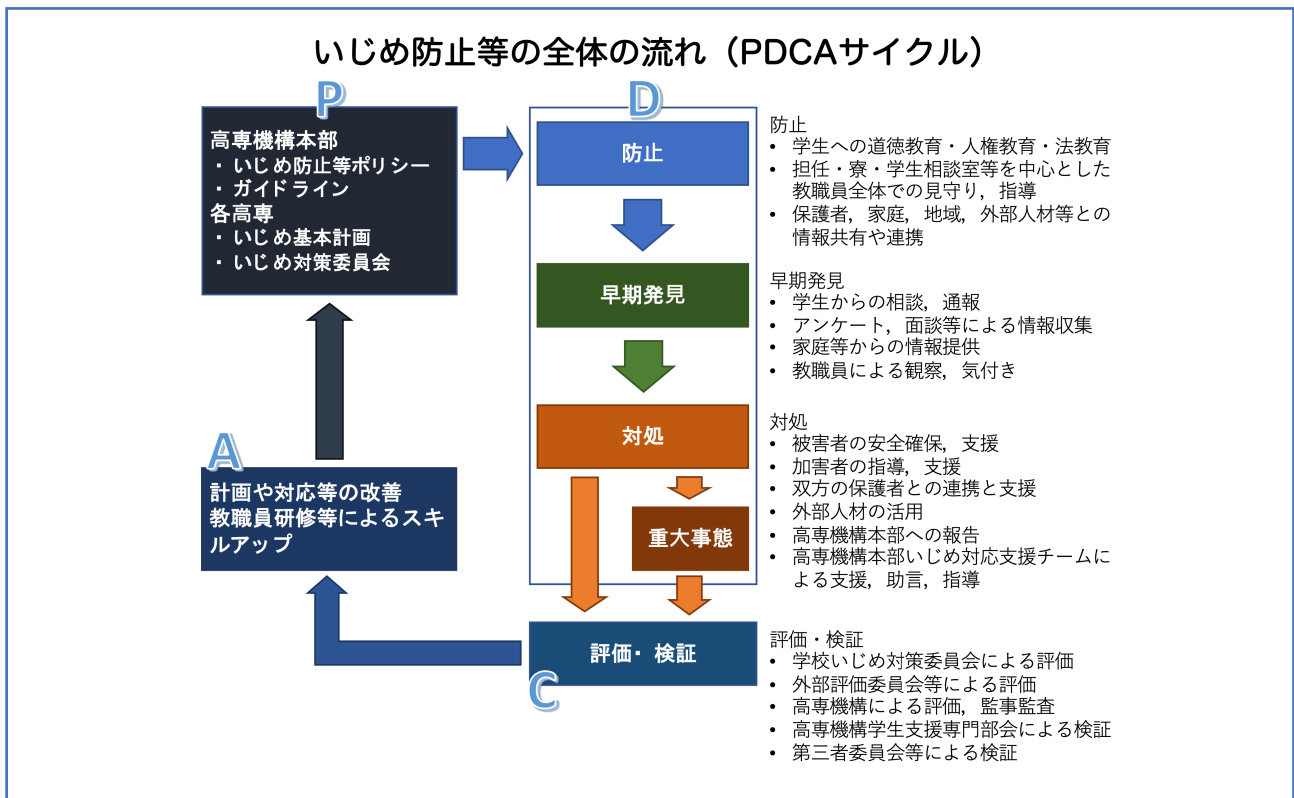 いじめ防止等の全体の流れ（PDCAサイクル）
P
高専機構本部
・いじめ防止等ポリシー
・ガイドライン
各高専
・いじめ基本計画
・いじめ対策委員会
D
防止
早期発見
対処
重大事態
防止
• 学生への道徳教育・人権教育・法教育
• 担任・寮・学生相談室等を中心とした
教職員全体での見守り，指導
• 保護者，家庭，地域，外部人材等との
情報共有や連携
早期発見
• 学生からの相談，通報
• アンケート，面談等による情報収集
• 家庭等からの情報提供
• 教職員による観察，気付き
対処
• 被害者の安全確保，支援
• 加害者の指導，支援
• 双方の保護者との連携と支援
• 外部人材の活用
• 高専機構本部への報告
• 高専機構本部いじめ対応支援チームに
よる支援，助言，指導
A
計画や対応等の改善
教職員研修等によるスキ
ルアップ
評価・検証
C
評価・検証
• 学校いじめ対策委員会による評価
• 外部評価委員会等による評価
• 高専機構による評価，監事監査
• 高専機構学生支援専門部会による検証
• 第三者委員会等による検証